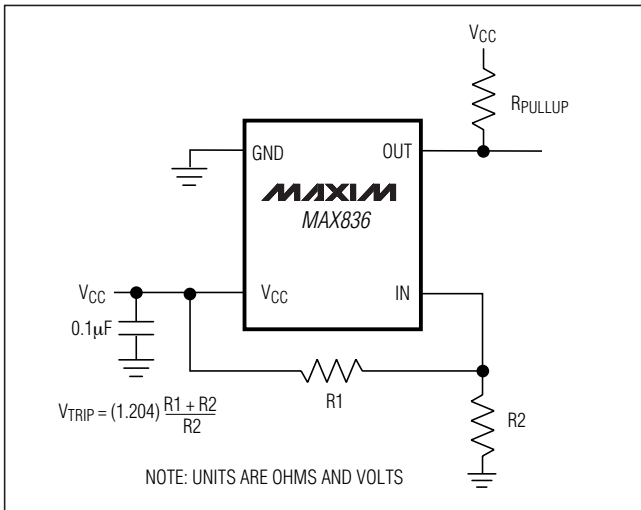 VCC
RPULLUP
GND
OUT
MAXIM
MAX836
VCC
VCC
IN
0.1μF
R1
VTRIP = (1.204) R1 + R2
R2
R2
NOTE: UNITS ARE OHMS AND VOLTS